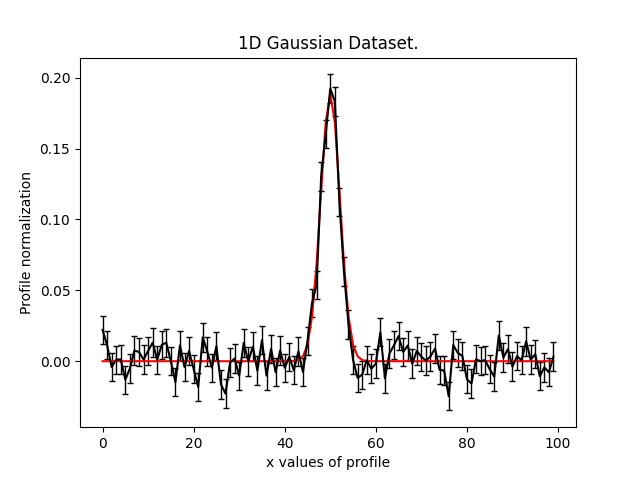 1D Gaussian Dataset.
0.20
0.15
0.10
0.05
0.00
Profile normalization
0 20 40 60 80 100
x values of profile